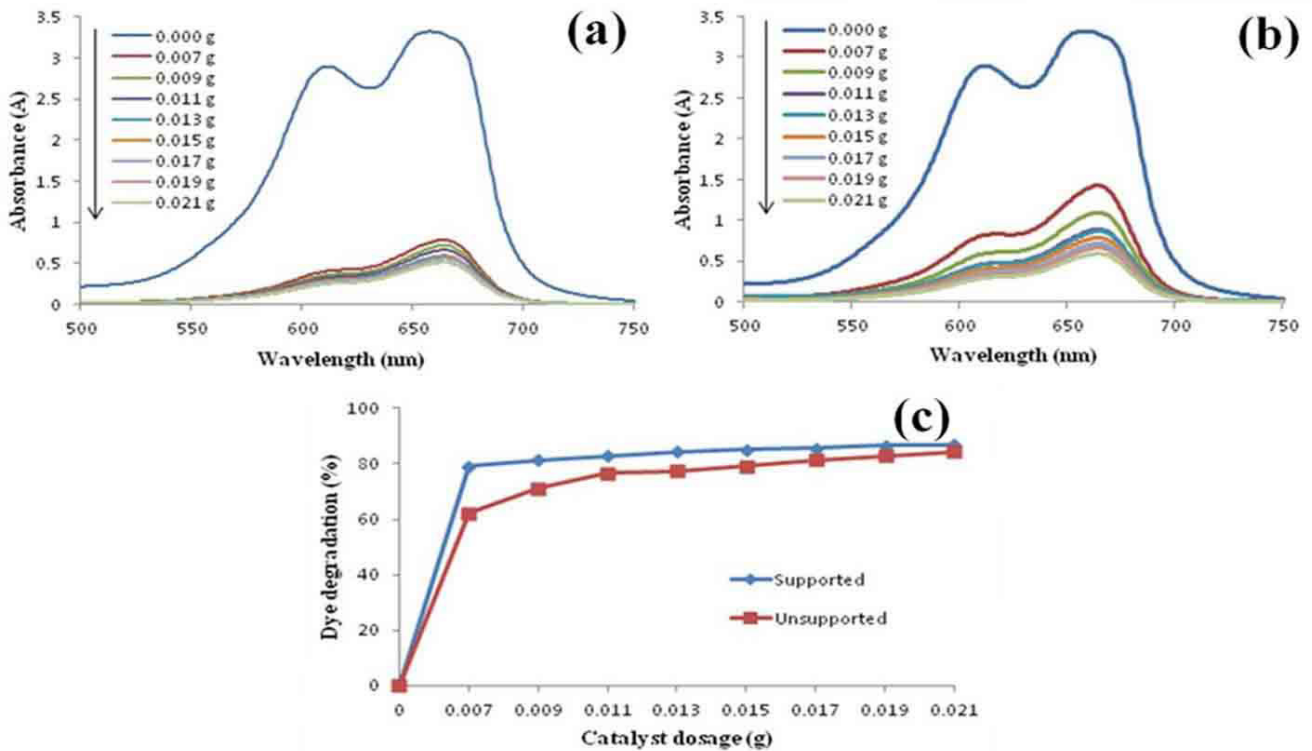 (a)
3.5
3
2.5
2
1.5
1
0.5
0
Absorbance (A)
0.000 g
0.007 g
0.009 g
0.011 g
0.013 g
0.015 g
0.017 g
0.019 g
0.021 g
500 550 600 650 700 750
Wavelength (nm)
(b)
3.5
3
2.5
2
1.5
1
0.5
0
Absorbance (A)
0.000 g
0.007 g
0.009 g
0.011 g
0.013 g
0.015 g
0.017 g
0.019 g
0.021 g
500 550 600 650 700 750
Wavelength (nm)
(c)
100
80
60
40
20
0
Dye degradation (%)
Supported
Unsupported
0 0.007 0.009 0.011 0.013 0.015 0.017 0.019 0.021
Catalyst dosage (g)